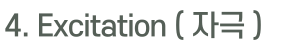 4. Excitation ( 자극 )